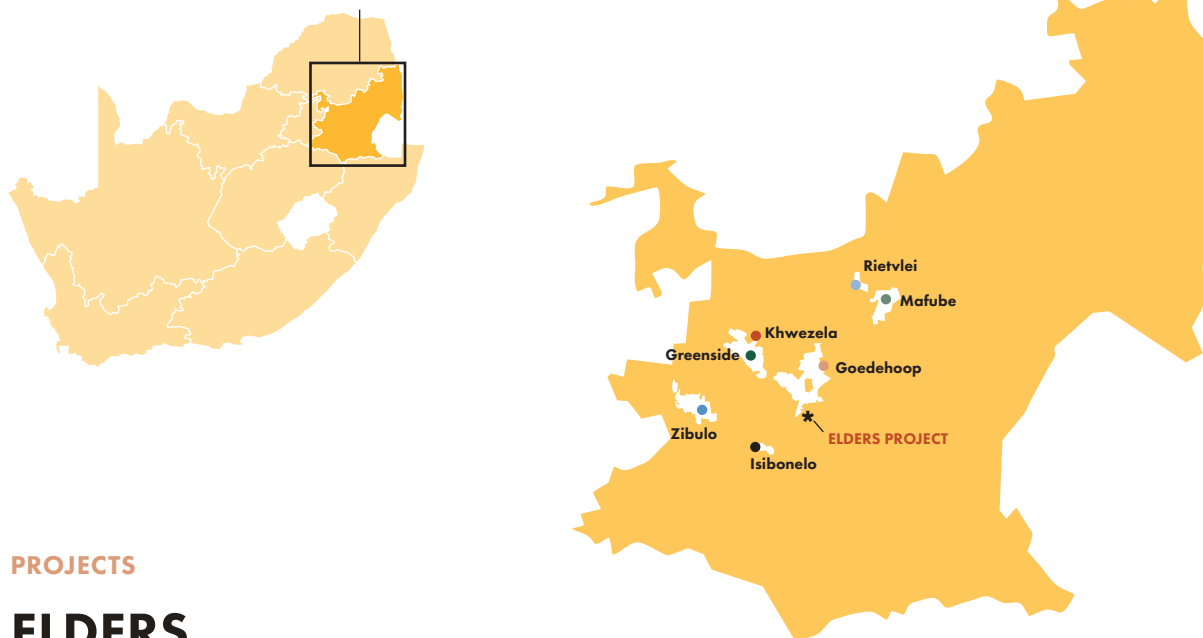 Rietvlei
Mafube
Khwezela
Greenside
Goedehoop
Zibulo
*
ELDERS PROJECT
Isibonelo
PROJECTS
ELDERS